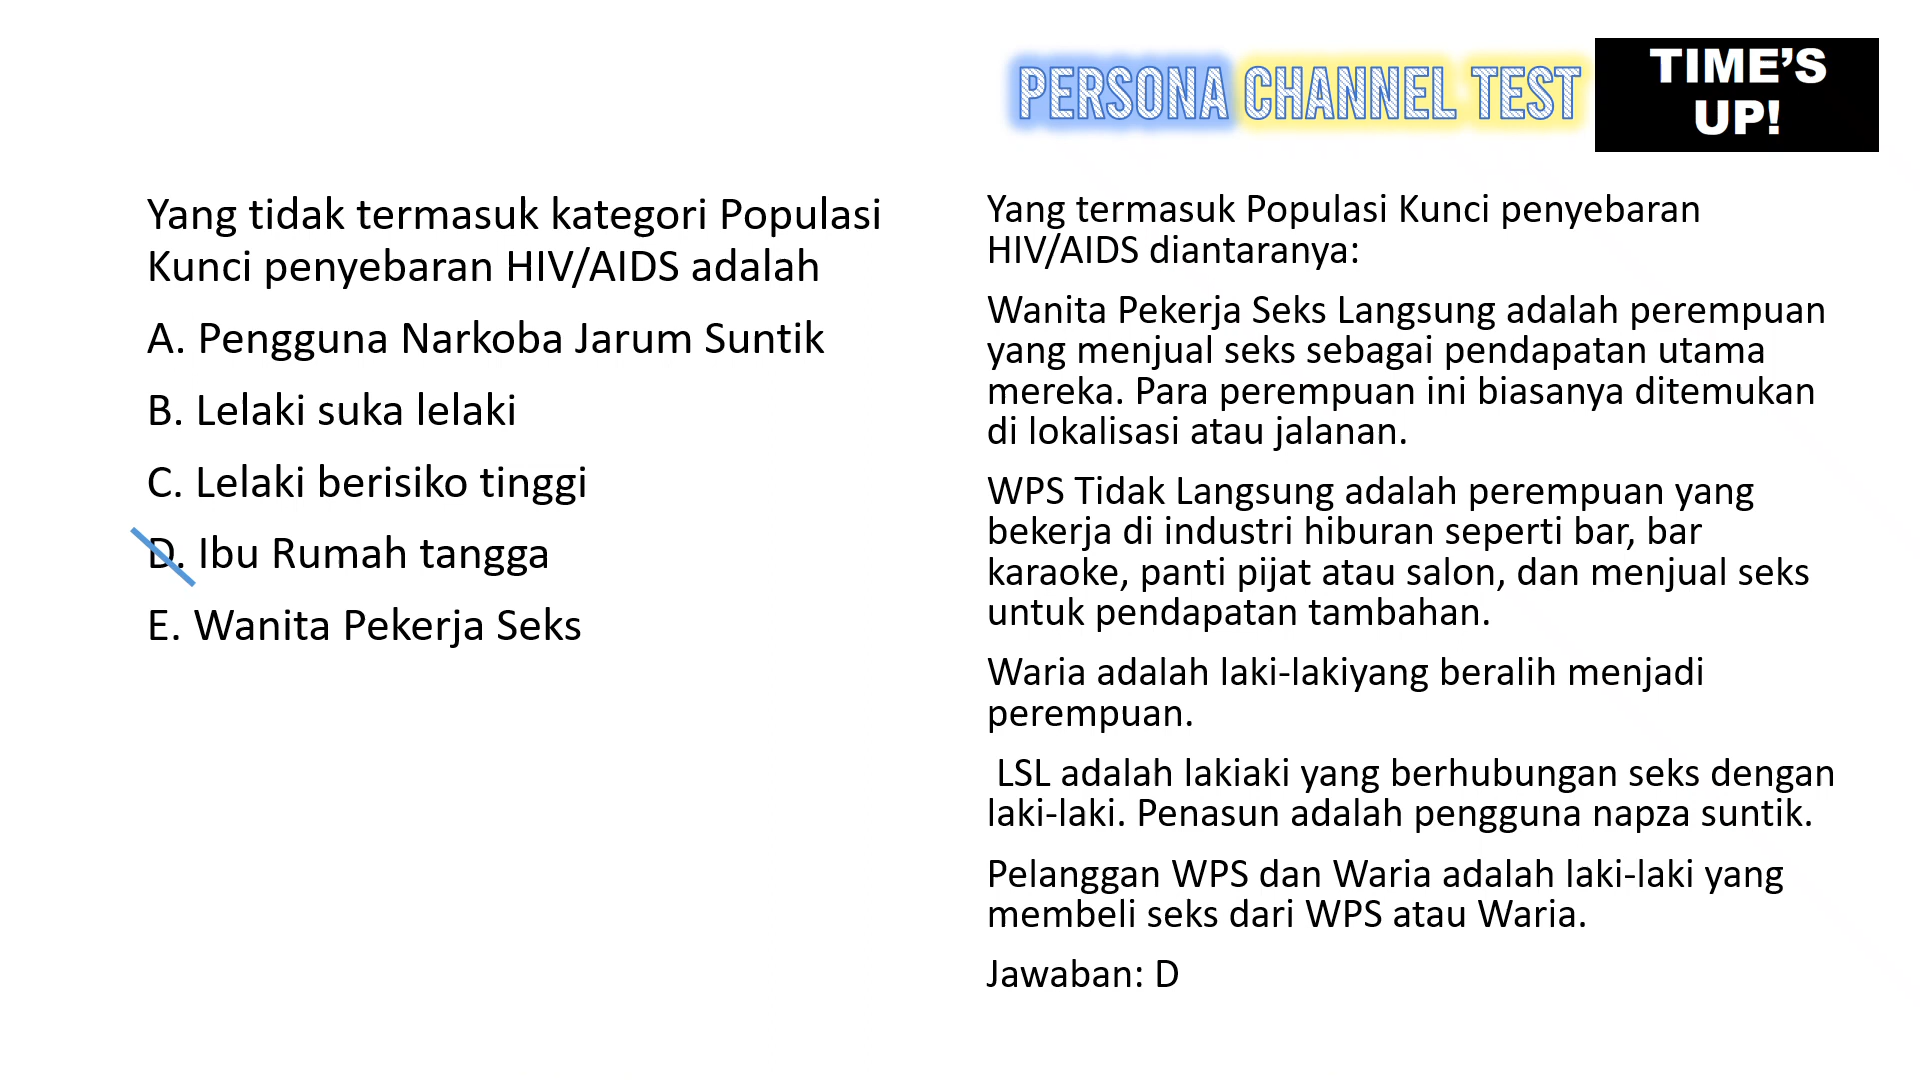 PERSONA CHANNEL TEST
TIME'S
UP!
Yang tidak termasuk kategori Populasi
Kunci penyebaran HIV/AIDS adalah
A. Pengguna Narkoba Jarum Suntik
B. Lelaki suka lelaki
C. Lelaki berisiko tinggi
D. Ibu Rumah tangga
E. Wanita Pekerja Seks
Yang termasuk Populasi Kunci penyebaran
HIV/AIDS diantaranya:
Wanita Pekerja Seks Langsung adalah perempuan
yang menjual seks sebagai pendapatan utama
mereka. Para perempuan ini biasanya ditemukan
di lokalisasi atau jalanan.
WPS Tidak Langsung adalah perempuan yang
bekerja di industri hiburan seperti bar, bar
karaoke, panti pijat atau salon, dan menjual seks
untuk pendapatan tambahan.
Waria adalah laki-lakiyang beralih menjadi
perempuan.
LSL adalah lakiaki yang berhubungan seks dengan
laki-laki. Penasun adalah pengguna napza suntik.
Pelanggan WPS dan Waria adalah laki-laki yang
membeli seks dari WPS atau Waria.
Jawaban: D